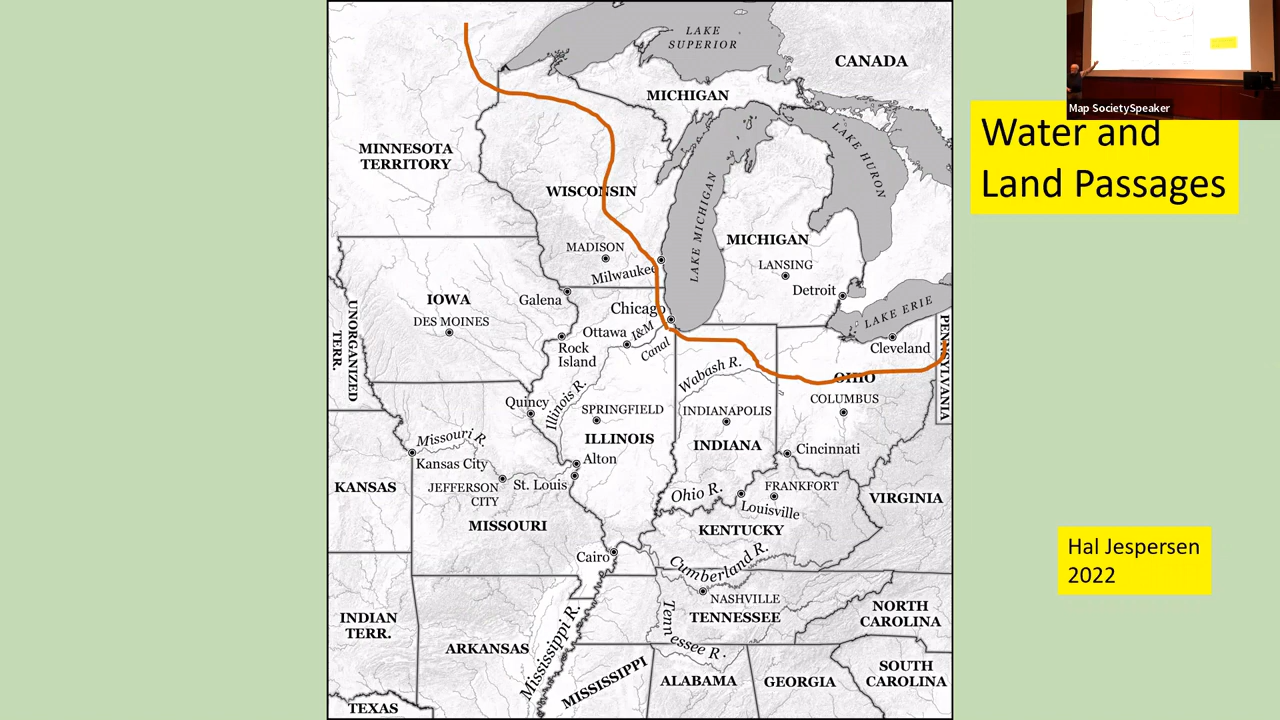 LAKE
SUPERIOR
CANADA
MICHIGAN
Map SocietySpeaker
Water and
Land Passages
MINNESOTA
TERRITORY
LAKE HURON
WISCONSIN
LAKE MICHIGAN
MICHIGAN
MADISON
LANSING
Milwaukee
Detroit
IOWA
Galena
DES MOINES
Chicago
LAKE ERIE
UNORGANIZED
TERR.
Ottawa
I&M
Canal
Rock
Island
Cleveland
PENNSYLVANIA
Wabash R.
OHIO
Quincy
Illinois R.
SPRINGFIELD
INDIANAPOLIS
COLUMBUS
ILLINOIS
INDIANA
Missouri R.
Cincinnati
Kansas City
Alton
KANSAS
JEFFERSON
CITY
St. Louis
Ohio R.
FRANKFORT
Louisville
VIRGINIA
MISSOURI
KENTUCKY
Cairo
Cumberland R.
Hal Jespersen
2022
NASHVILLE
TENNESSEE
NORTH
CAROLINA
INDIAN
TERR.
Tennessee R.
ARKANSAS
Mississippi R.
MISSISSIPPI
ALABAMA
GEORGIA
SOUTH
CAROLINA
TEXAS